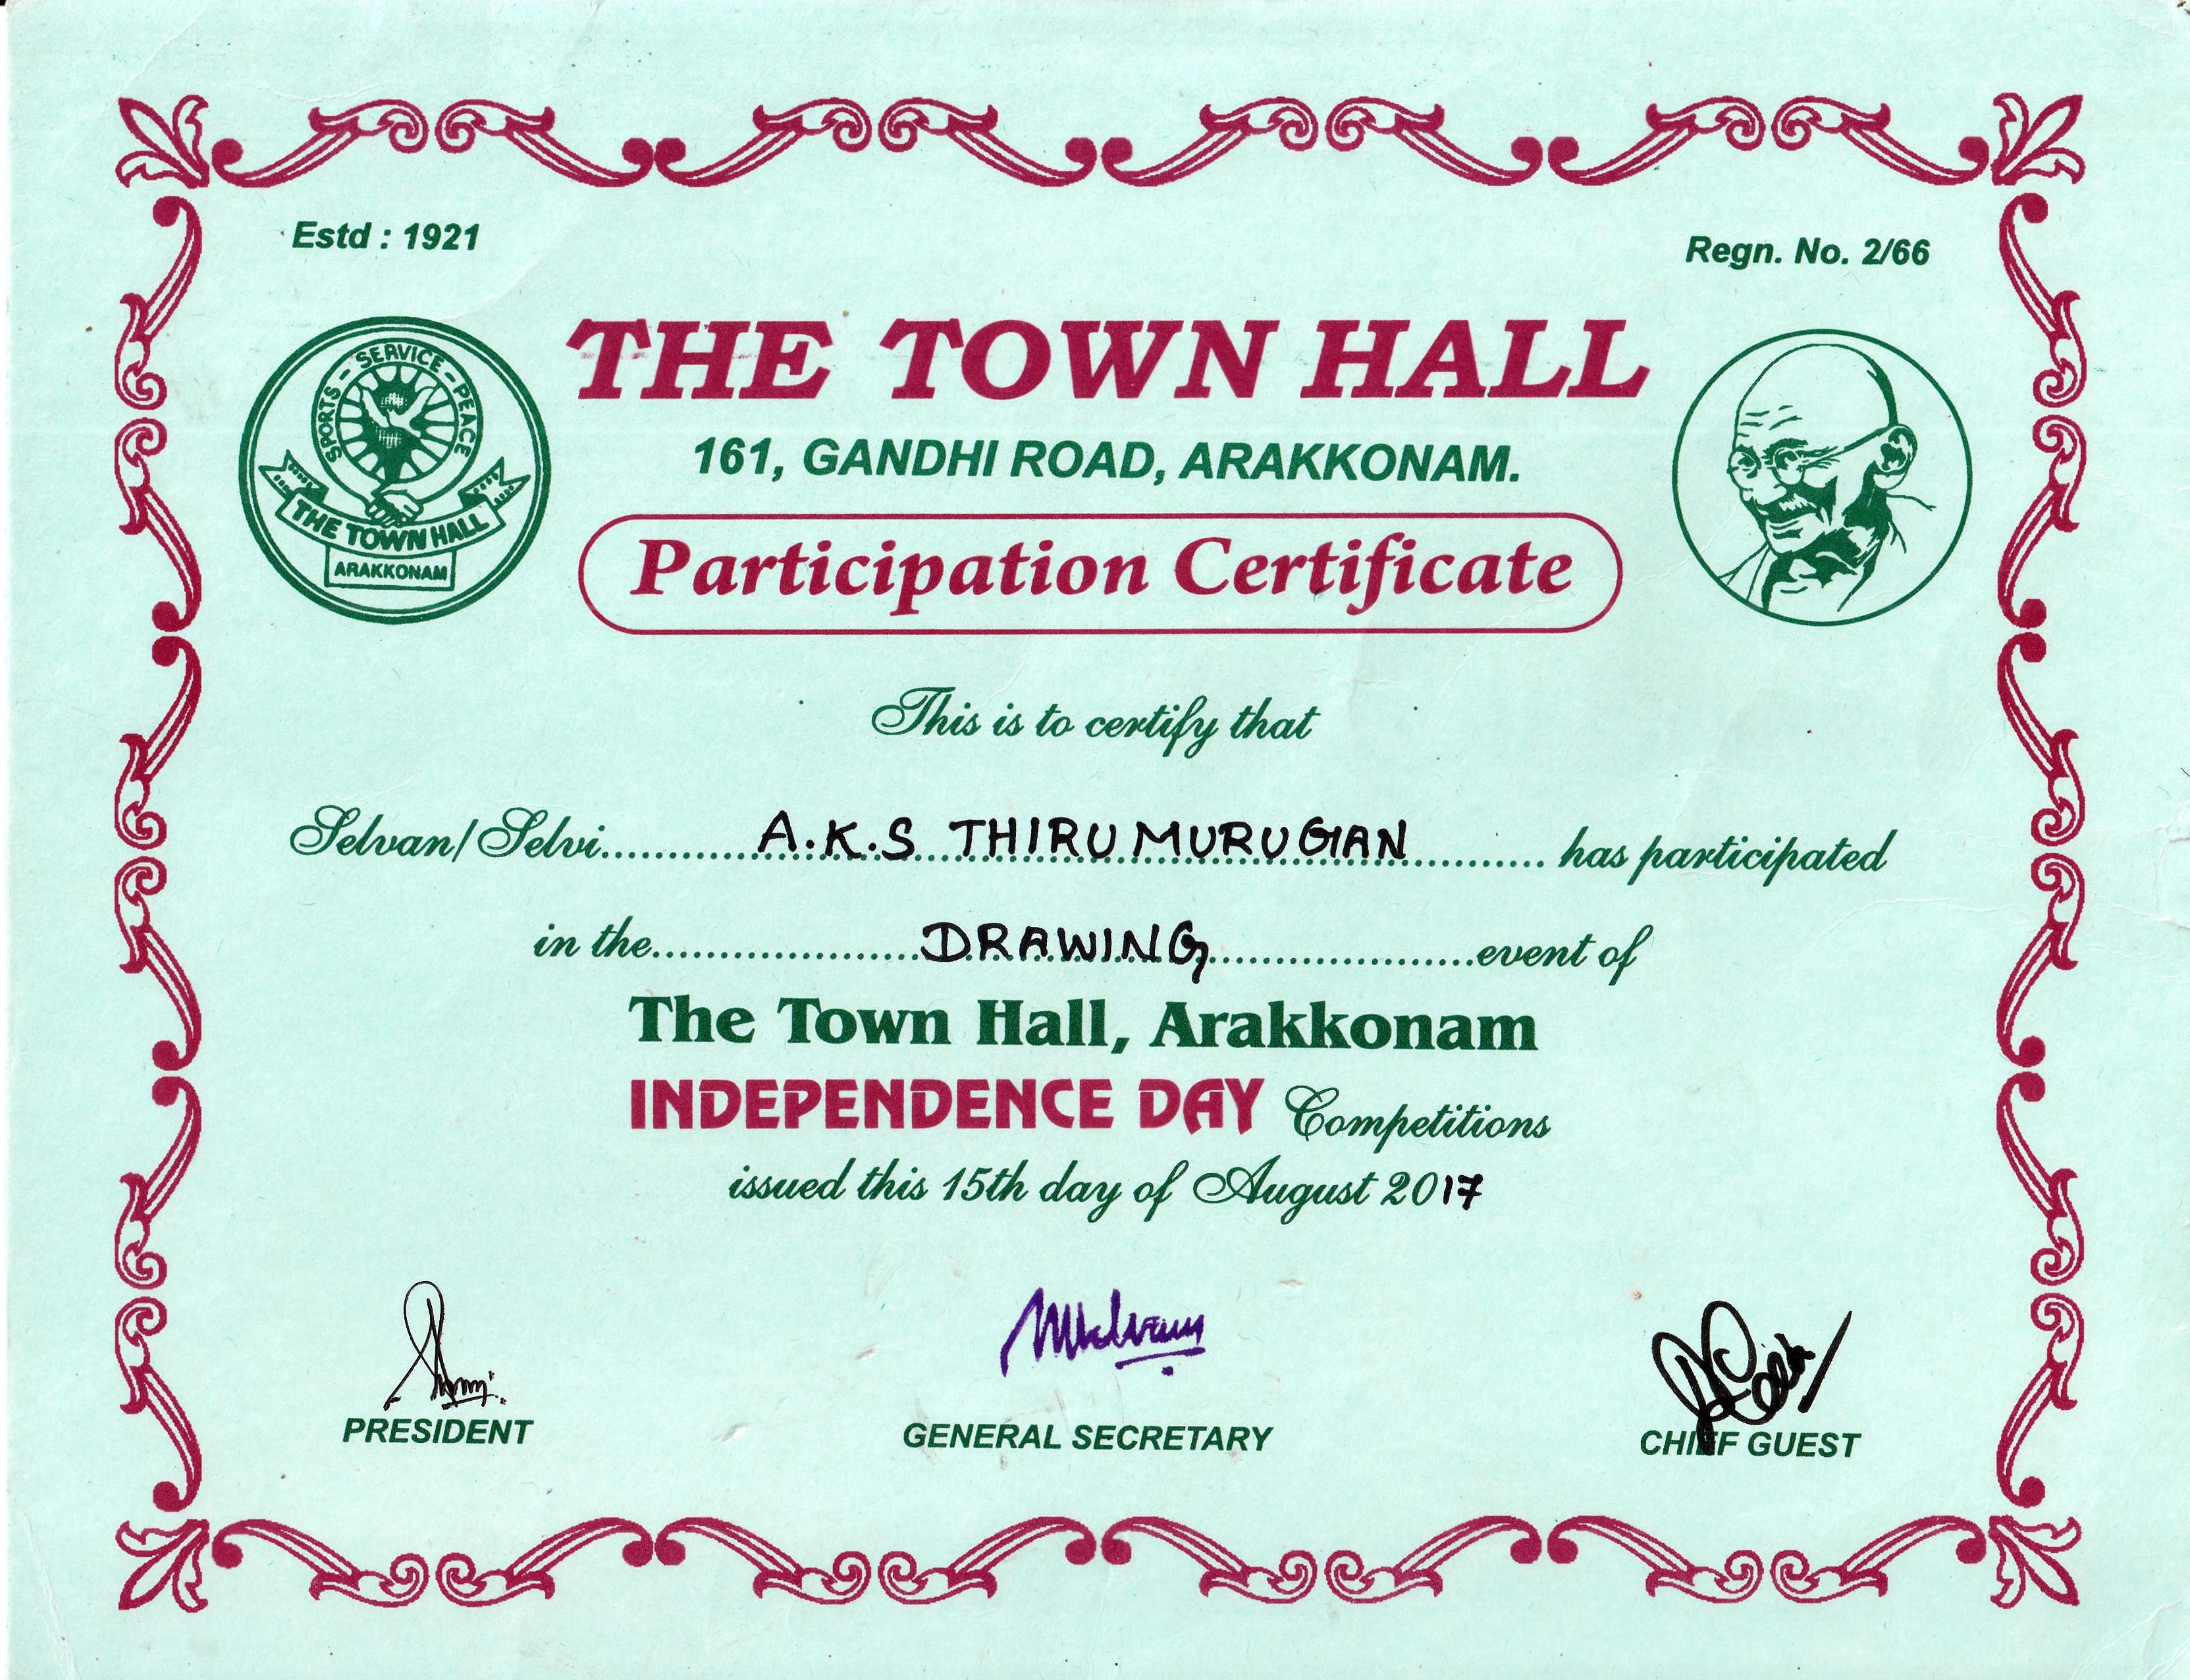 Estd : 1921
Regn. No. 2/66
SPORTS - SERVICE - PEACE
THE TOWN HALL
ARAKKONAM
THE TOWN HALL
161, GANDHI ROAD, ARAKKONAM.
Participation Certificate
This is to certify that
Selvan/Selvi.......... A.K.S THIRUMURUGAN .......... has participated
in the.......... DRAWING ..........event of
The Town Hall, Arakkonam
INDEPENDENCE DAY Competitions
issued this 15th day of August 2017
PRESIDENT
GENERAL SECRETARY
CHIEF GUEST